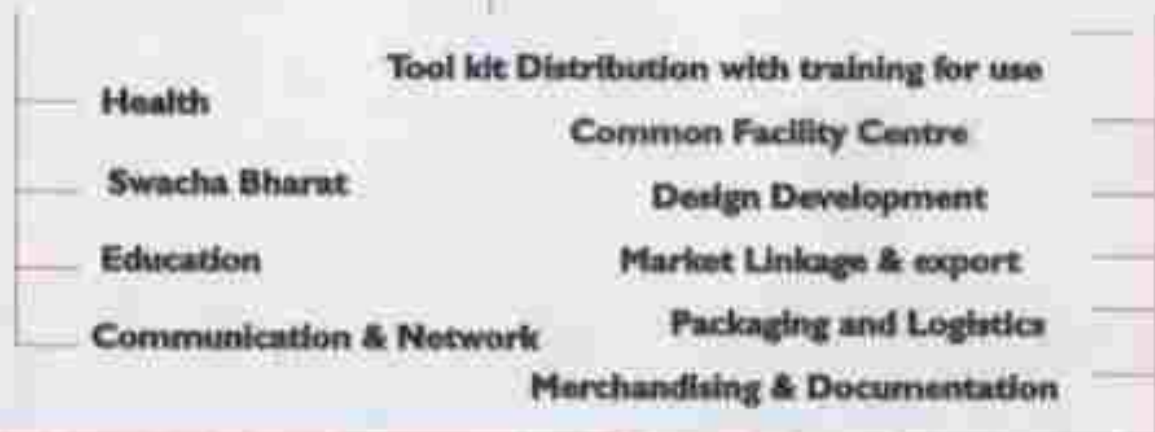 Health
Swacha Bharat
Education
Communication & Network
Tool kit Distribution with training for use
Common Facility Centre
Design Development
Market Linkage & export
Packaging and Logistics
Merchandising & Documentation